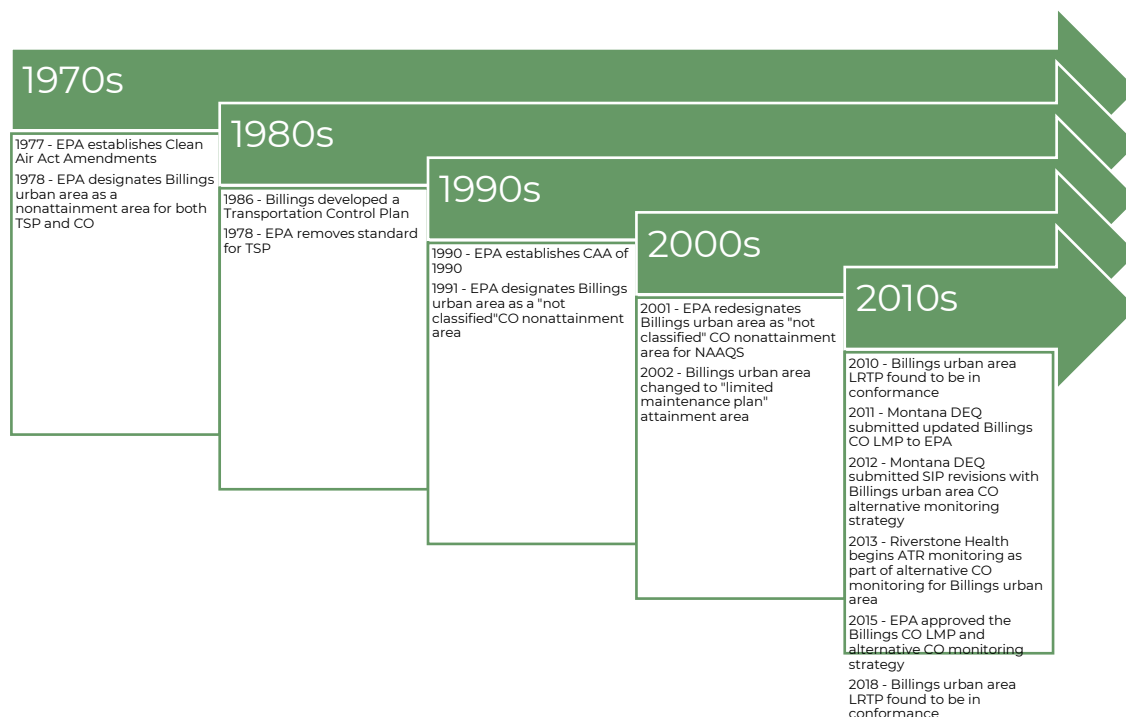 1970s
1977 - EPA establishes Clean
Air Act Amendments
1978 - EPA designates Billings
urban area as a
nonattainment area for both
TSP and CO
1980s
1986 - Billings developed a
Transportation Control Plan
1978 - EPA removes standard
for TSP
1990s
1990 - EPA establishes CAA of
1990
1991 - EPA designates Billings
urban area as a "not
classified"CO nonattainment
area
2000s
2001 - EPA redesignates
Billings urban area as "not
classified" CO nonattainment
area for NAAQS
2002 - Billings urban area
changed to "limited
maintenance plan"
attainment area
2010s
2010 - Billings urban area
LRTP found to be in
conformance
2011 - Montana DEQ
submitted updated Billings
CO LMP to EPA
2012 - Montana DEQ
submitted SIP revisions with
Billings urban area CO
alternative monitoring
strategy
2013 - Riverstone Health
begins ATR monitoring as
part of alternative CO
monitoring for Billings urban
area
2015 - EPA approved the
Billings CO LMP and
alternative CO monitoring
strategy
2018 - Billings urban area
LRTP found to be in
conformance